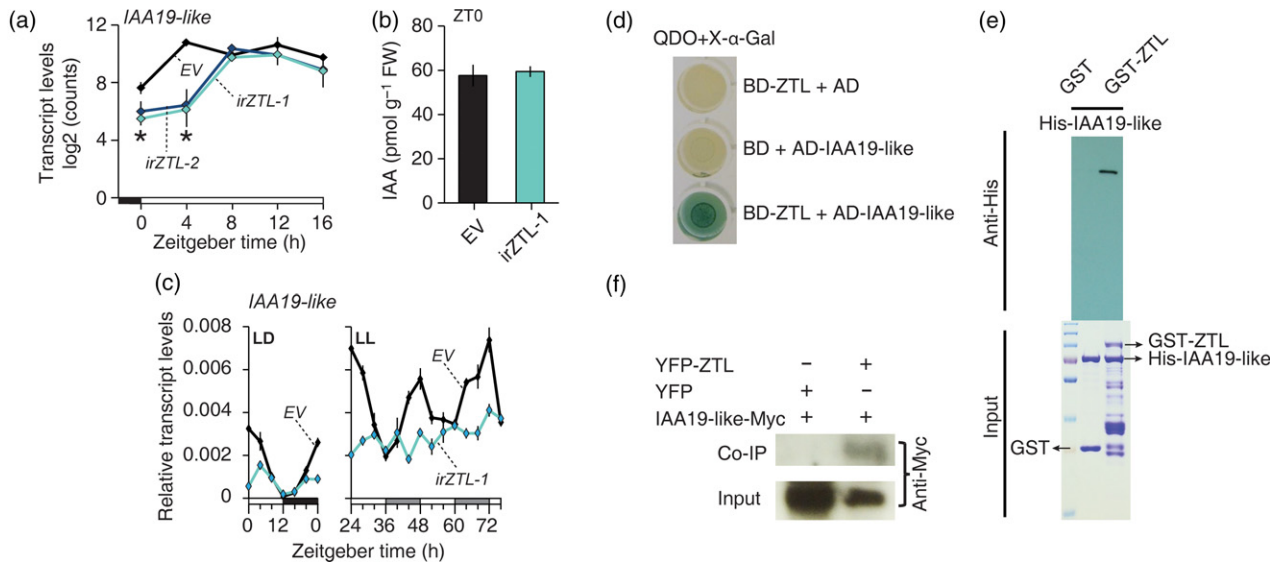 (a)
IAA19-like
Transcript levels
log2 (counts)
12
8
4
0
EV
irZTL-1
irZTL-2
* *
0 4 8 12 16
Zeitgeber time (h)
(b)
ZT0
IAA (pmol g−1 FW)
80
60
40
20
0
EV
irZTL-1
(c)
IAA19-like
Relative transcript levels
0.008
0.006
0.004
0.002
0
LD
EV
0 12 0
LL
EV
irZTL-1
24 36 48 60 72
Zeitgeber time (h)
(d)
QDO+X-α-Gal
BD-ZTL + AD
BD + AD-IAA19-like
BD-ZTL + AD-IAA19-like
(e)
GST
GST-ZTL
His-IAA19-like
Anti-His
Input
GST-ZTL
His-IAA19-like
GST
(f)
YFP-ZTL − +
YFP + −
IAA19-like-Myc + +
Co-IP
Input
Anti-Myc